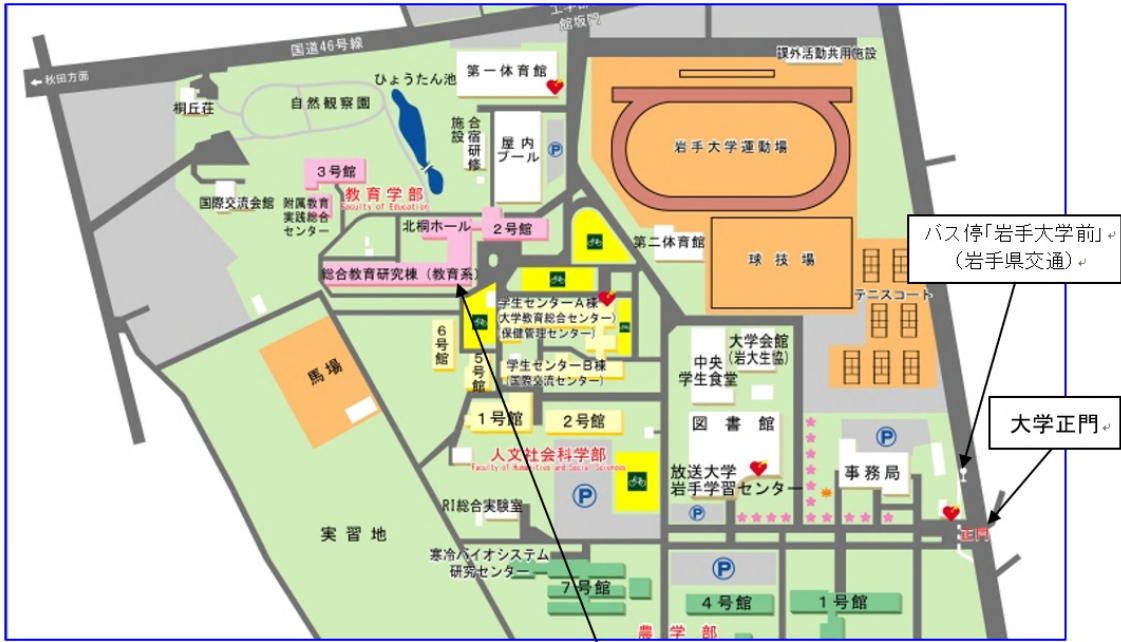 館坂門
国道46号線
←秋田方面
課外活動共用施設
第一体育館
ひょうたん池
桐丘荘
自然観察園
合宿研修
施設
屋内
プール
P
岩手大学運動場
3号館
教育学部
Faculty of Education
国際交流会館
附属教育
実践総合
センター
北桐ホール
2号館
第二体育館
球技場
バス停「岩手大学前」
（岩手県交通）
総合教育研究棟（教育系）
テニスコート
学生センターA棟
(大学教育総合センター)
(保健管理センター)
6号館
5号館
学生センターB棟
(国際交流センター)
大学会館
(岩大生協)
中央
学生食堂
馬場
1号館
2号館
図書館
大学正門
人文社会科学部
Faculty of Humanities and Social Sciences
P
P
事務局
放送大学
岩手学習センター
RI総合実験室
P
正門
実習地
寒冷バイオシステム
研究センター
7号館
P
4号館
1号館
農学部